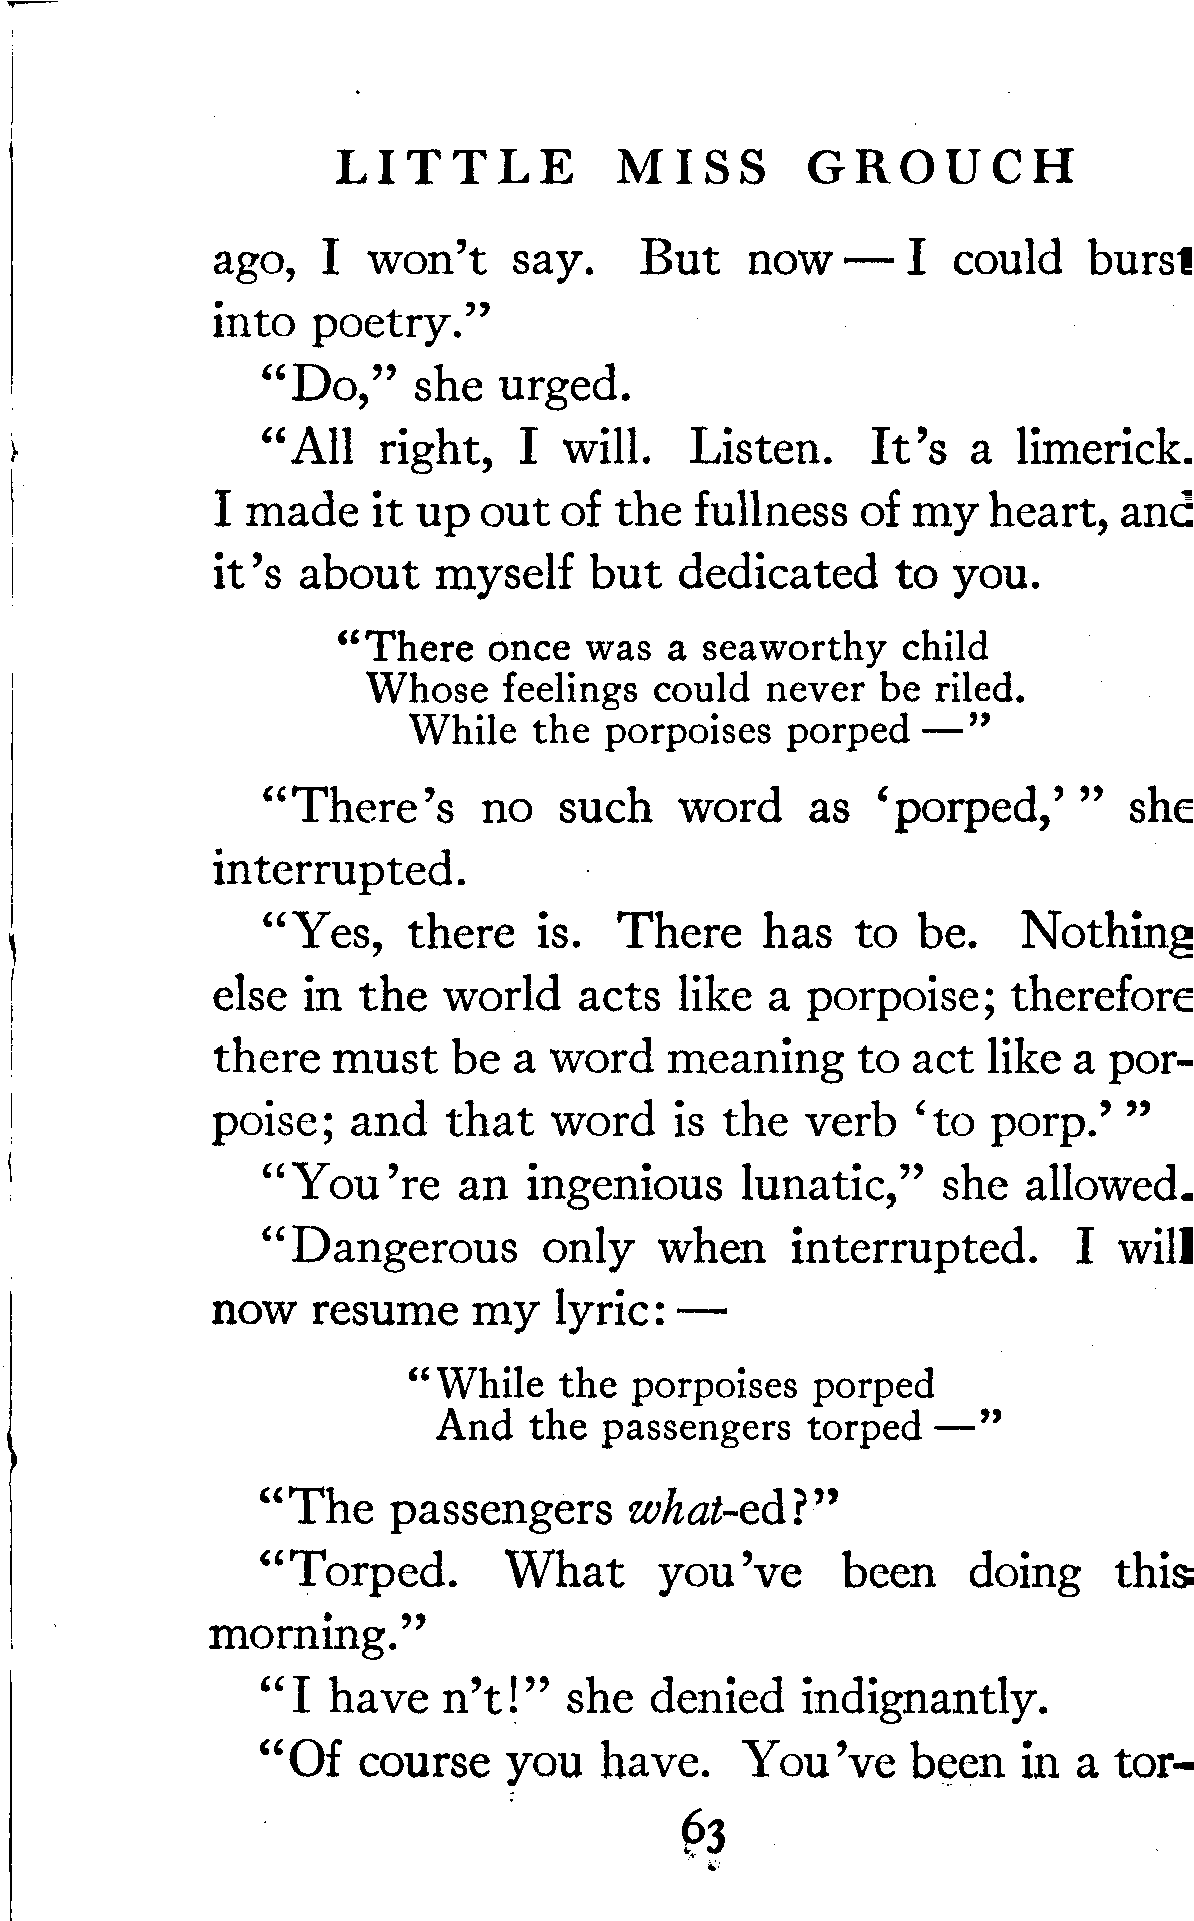 LITTLE MISS GROUCH
ago, I won't say. But now — I could burst
into poetry."
"Do," she urged.
"All right, I will. Listen. It's a limerick.
I made it up out of the fullness of my heart, and
it's about myself but dedicated to you.
"There once was a seaworthy child
Whose feelings could never be riled.
While the porpoises porped —"
"There's no such word as 'porped,'" she
interrupted.
"Yes, there is. There has to be. Nothing
else in the world acts like a porpoise; therefore
there must be a word meaning to act like a por-
poise; and that word is the verb 'to porp.'"
"You're an ingenious lunatic," she allowed.
"Dangerous only when interrupted. I will
now resume my lyric: —
"While the porpoises porped
And the passengers torped —"
"The passengers what-ed?"
"Torped. What you've been doing this
morning."
"I have n't!" she denied indignantly.
"Of course you have. You've been in a tor-
63